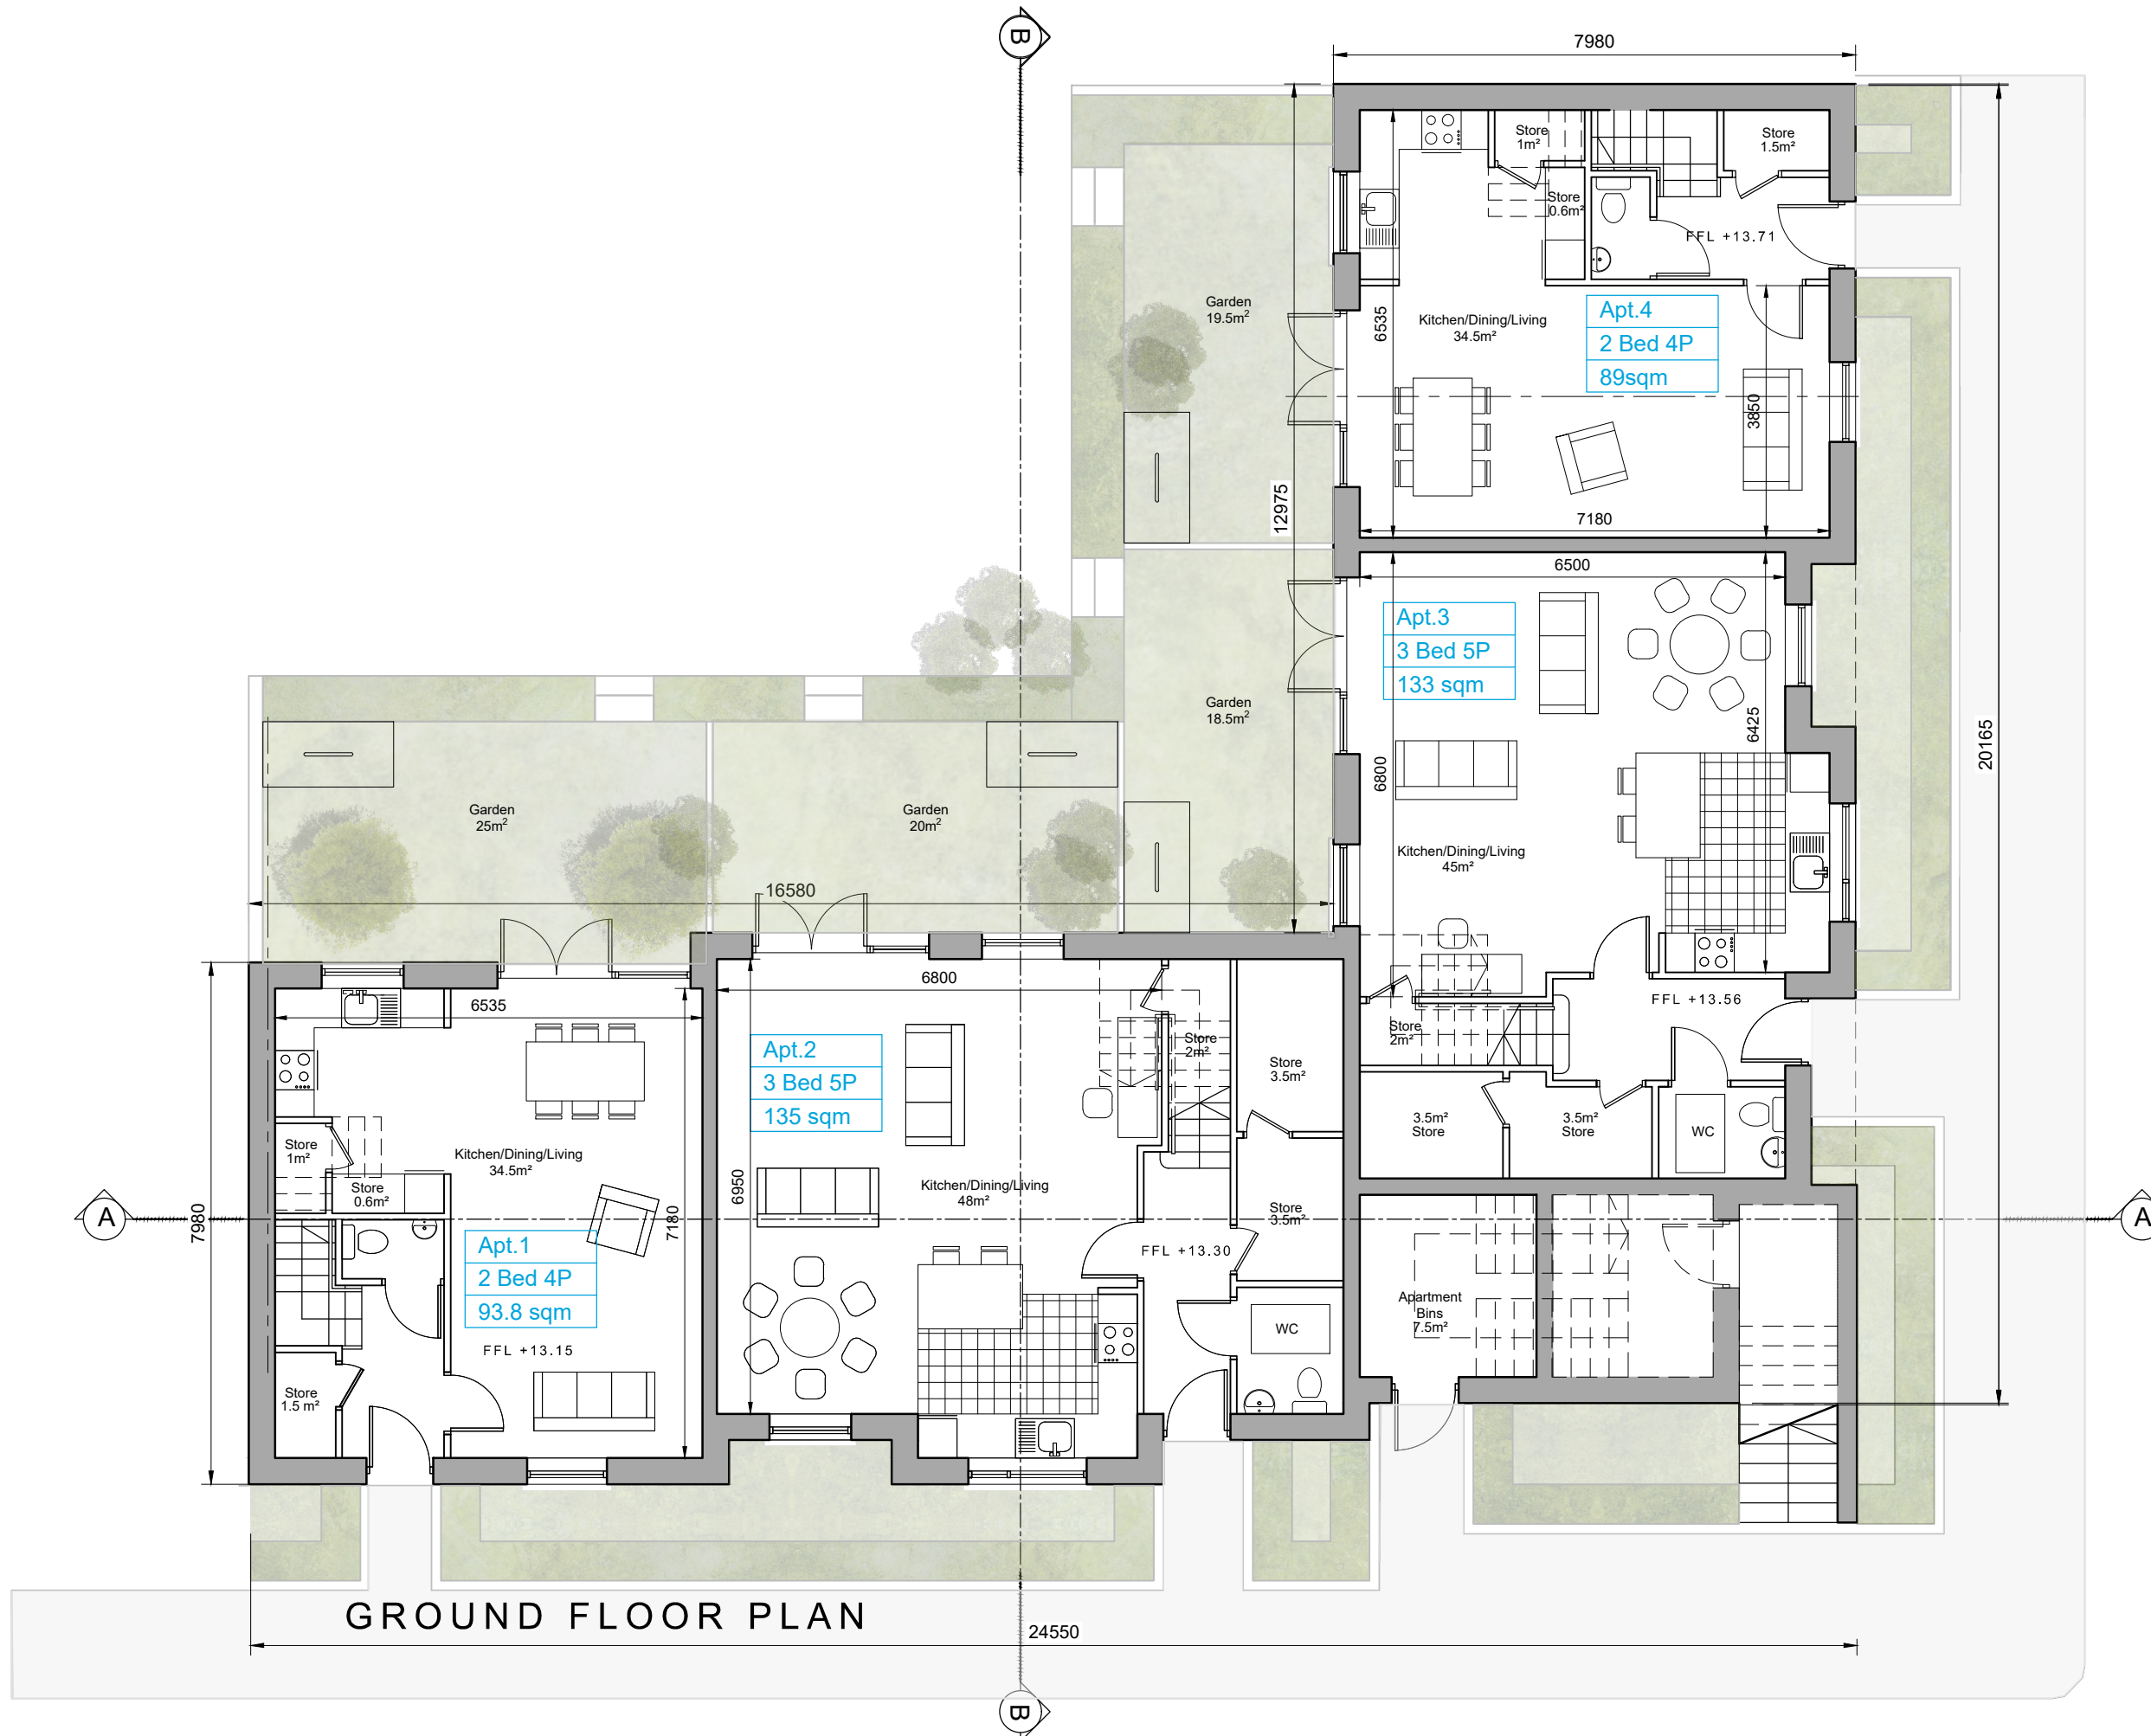 B
7980
Store
1m²
Store
1.5m²
Store
0.6m²
FFL +13.71
Garden
19.5m²
6535
Kitchen/Dining/Living
34.5m²
Apt.4
2 Bed 4P
89sqm
3850
12975
7180
6500
Apt.3
3 Bed 5P
133 sqm
Garden
18.5m²
6425
20165
6800
Garden
25m²
Garden
20m²
Kitchen/Dining/Living
45m²
16580
6535
6800
FFL +13.56
Store
2m²
Apt.2
3 Bed 5P
135 sqm
Store
2m²
Store
3.5m²
3.5m²
Store
3.5m²
Store
WC
Store
1m²
Kitchen/Dining/Living
34.5m²
Store
0.6m²
6950
Kitchen/Dining/Living
48m²
Store
3.5m²
A
7980
7180
A
Apt.1
2 Bed 4P
93.8 sqm
FFL +13.30
Apartment
Bins
7.5m²
WC
FFL +13.15
Store
1.5 m²
GROUND FLOOR PLAN
24550
B